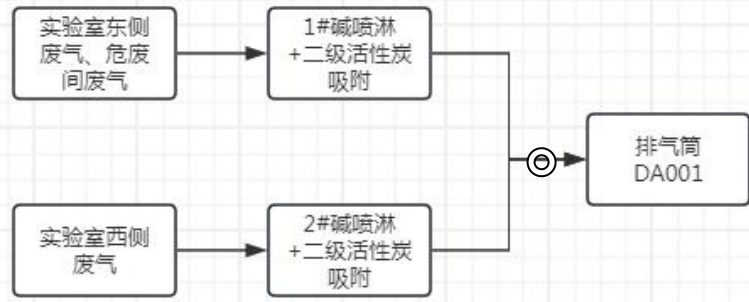 实验室东侧
废气、危废
间废气
1#碱喷淋
+二级活性炭
吸附
排气筒
DA001
实验室西侧
废气
2#碱喷淋
+二级活性炭
吸附